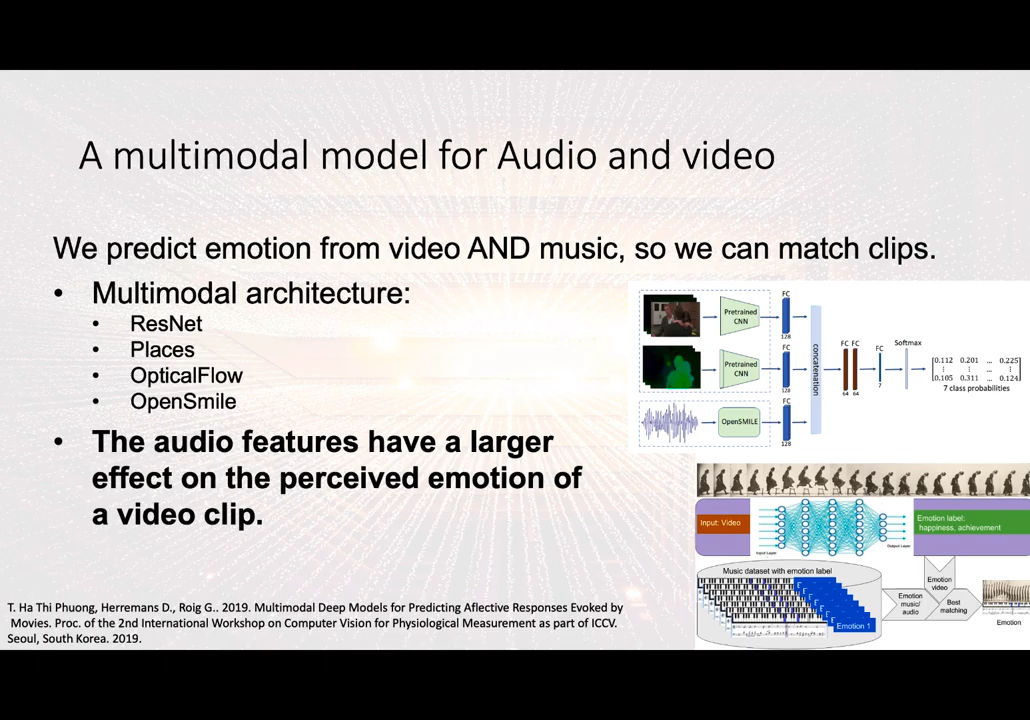 A multimodal model for Audio and video
We predict emotion from video AND music, so we can match clips.
• Multimodal architecture:
• ResNet
• Places
• OpticalFlow
• OpenSmile
• The audio features have a larger
effect on the perceived emotion of
a video clip.
T. Ha Thi Phuong, Herremans D., Roig G.. 2019. Multimodal Deep Models for Predicting Affective Responses Evoked by
Movies. Proc. of the 2nd International Workshop on Computer Vision for Physiological Measurement as part of ICCV.
Seoul, South Korea. 2019.
FC
Pretrained
CNN
128
FC
Pretrained
CNN
128
FC
OpenSMILE
128
concatenation
FC FC
64 64
FC
7
Softmax
0.112 0.201 ... 0.225
⋮ ⋮ ⋮
0.105 0.311 ... 0.124
7 class probabilities
Input: Video
Input Layer
Output Layer
Emotion label:
happiness, achievement
Music dataset with emotion label
Emotion 1
Emotion
music/
audio
Emotion
video
Best
matching
Emotion